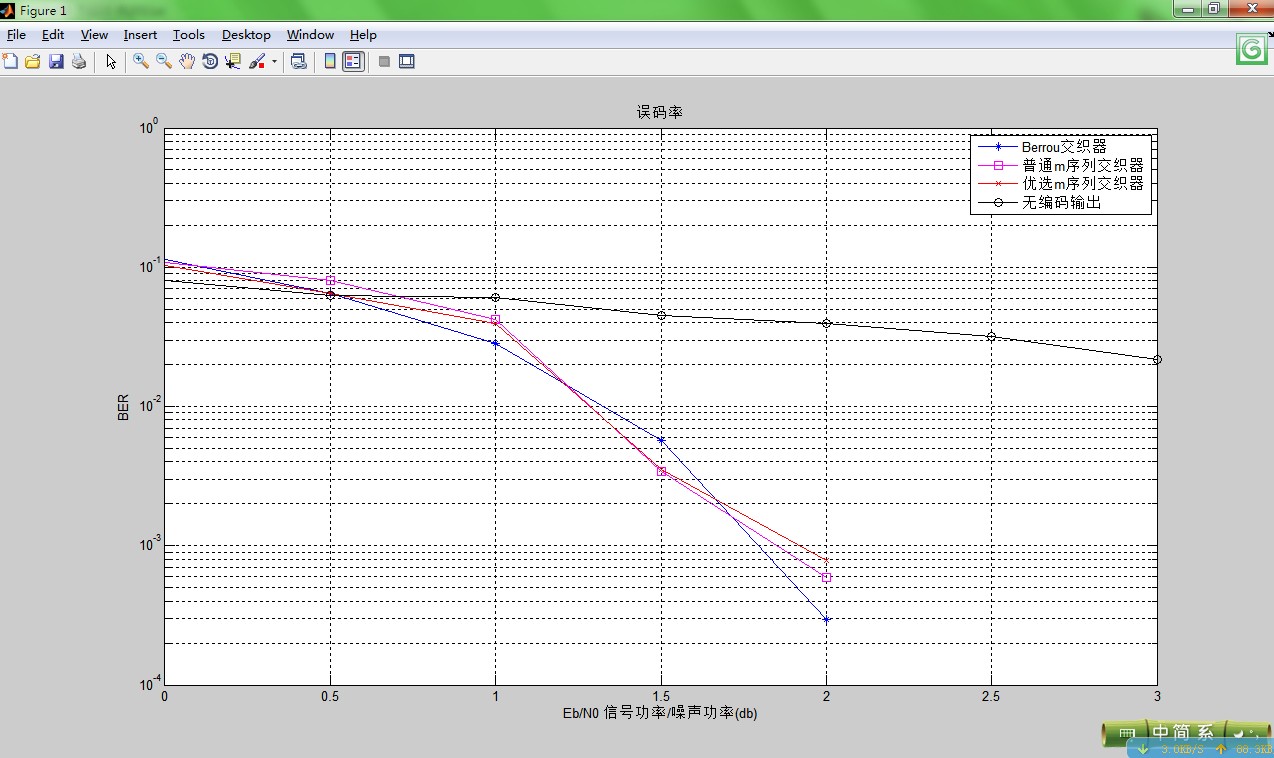 Figure 1
File Edit View Insert Tools Desktop Window Help
误码率
10^0
10^-1
10^-2
10^-3
10^-4
BER
Berrou交织器
普通m序列交织器
优选m序列交织器
无编码输出
0 0.5 1 1.5 2 2.5 3
Eb/N0 信号功率/噪声功率(db)
中简系
3.0KB/S 68.3KB